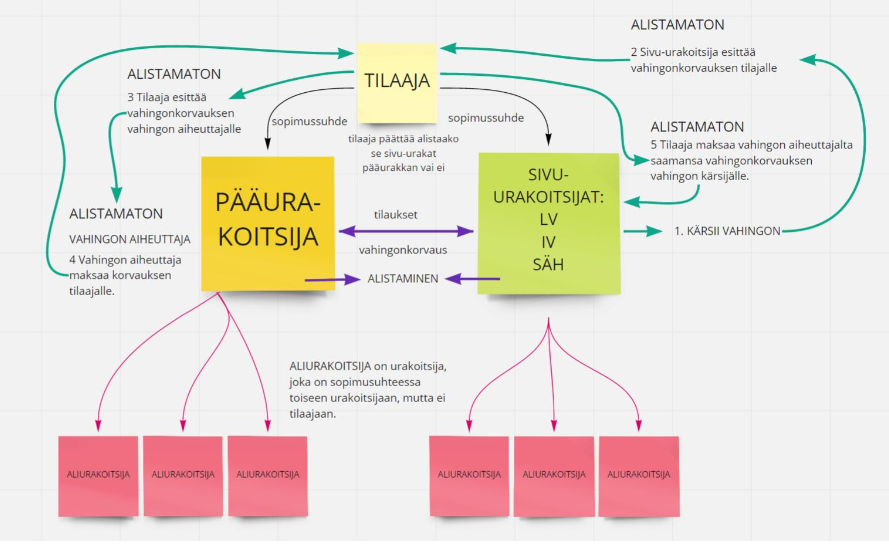 ALISTAMATON
2 Sivu-urakoitsija esittää
vahingonkorvauksen tilajalle
ALISTAMATON
3 Tilaaja esittää
vahingonkorvauksen
vahingon aiheuttajalle
TILAAJA
sopimussuhde
sopimussuhde
tilaaja päättää alistaako
se sivu-urakat
pääurakkan vai ei
ALISTAMATON
5 Tilaaja maksaa vahingon aiheuttajalta
saamansa vahingonkorvauksen
vahingon kärsijälle.
ALISTAMATON
VAHINGON AIHEUTTAJA
4 Vahingon aiheuttaja
maksaa korvauksen
tilaajalle.
PÄÄURA-
KOITSIJA
tilaukset
vahingonkorvaus
ALISTAMINEN
SIVU-
URAKOITSIJAT:
LV
IV
SÄH
1. KÄRSII VAHINGON
ALIURAKOITSIJA on urakoitsija,
joka on sopimusuhteessa
toiseen urakoitsijaan, mutta ei
tilaajaan.
ALIURAKOITSIJA
ALIURAKOITSIJA
ALIURAKOITSIJA
ALIURAKOITSIJA
ALIURAKOITSIJA
ALIURAKOITSIJA